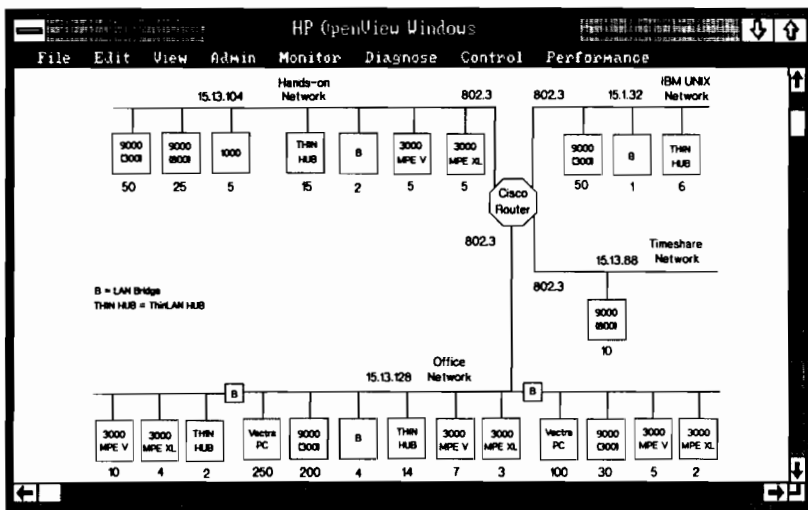 HP OpenView Windows
File Edit View Admin Monitor Diagnose Control Performance
15.13.104 Hands-on Network 802.3
802.3 15.1.32 IBM UNIX Network
9000 (300) 9000 (800) 1000 THIN HUB B 3000 MPE V 3000 MPE XL
50 25 5 15 2 5 5
9000 (300) B THIN HUB
50 1 6
Cisco Router
802.3
Timeshare Network
15.13.88
802.3
9000 (800)
10
B = LAN Bridge
THIN HUB = ThinLAN HUB
15.13.128 Office Network
B B
3000 MPE V 3000 MPE XL THIN HUB Vectra PC 9000 (300) B THIN HUB 3000 MPE V 3000 MPE XL Vectra PC 9000 (300) 3000 MPE V 3000 MPE XL
10 4 2 250 200 4 14 7 3 100 30 5 2